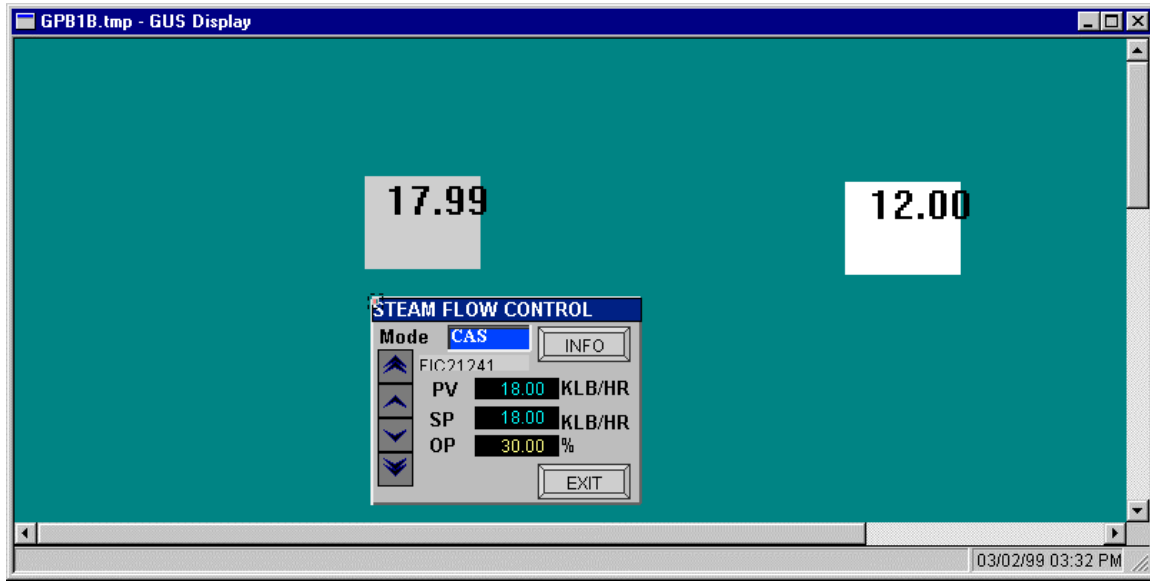 GPB1B.tmp - GUS Display
17.99
12.00
STEAM FLOW CONTROL
Mode CAS INFO
FIC21241
PV 18.00 KLB/HR
SP 18.00 KLB/HR
OP 30.00 %
EXIT
03/02/99 03:32 PM